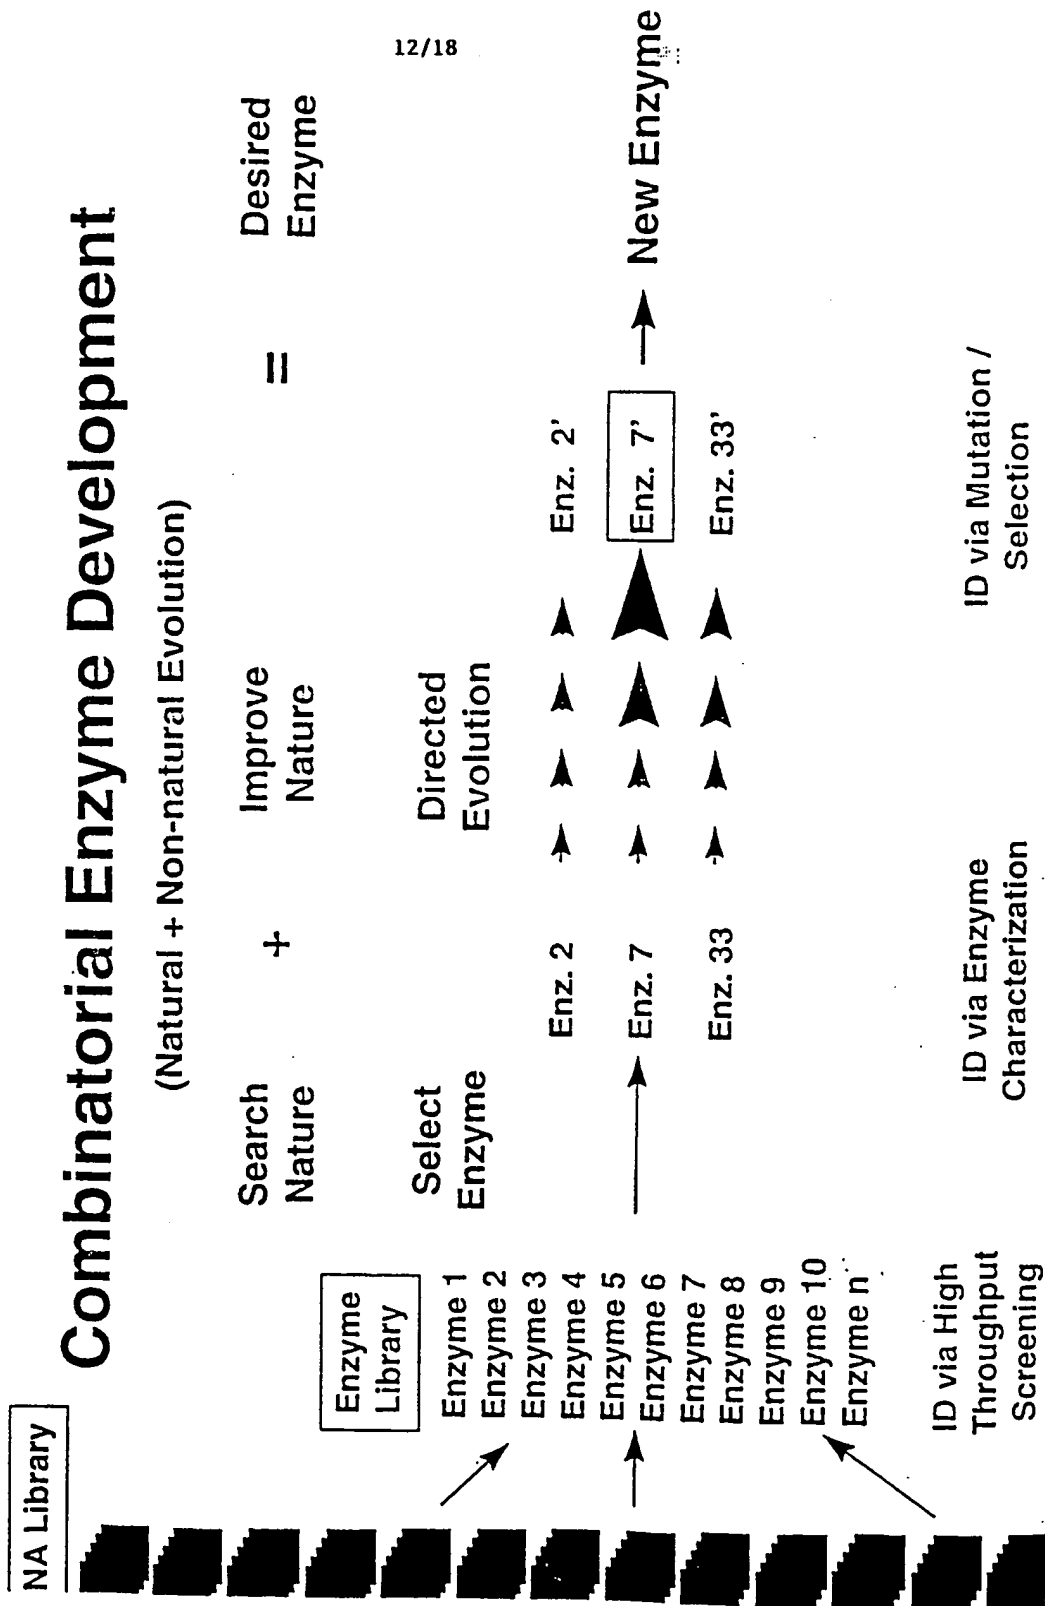 12/18
NA Library
Combinatorial Enzyme Development
(Natural + Non-natural Evolution)
Search
Nature
+
Improve
Nature
=
Desired
Enzyme
Enzyme
Library
Select
Enzyme
Directed
Evolution
Enzyme 1
Enzyme 2
Enzyme 3
Enzyme 4
Enzyme 5
Enzyme 6
Enzyme 7
Enzyme 8
Enzyme 9
Enzyme 10
Enzyme n
Enz. 2
Enz. 7
Enz. 33
Enz. 2'
Enz. 7'
Enz. 33'
New Enzyme
ID via High
Throughput
Screening
ID via Enzyme
Characterization
ID via Mutation /
Selection